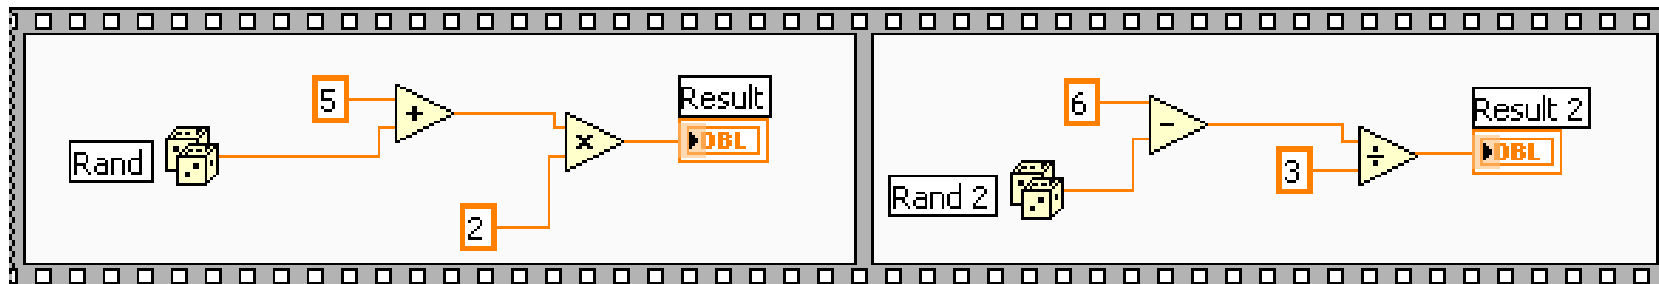 5
+
Rand
×
2
Result
DBL
6
-
Rand 2
÷
3
Result 2
DBL